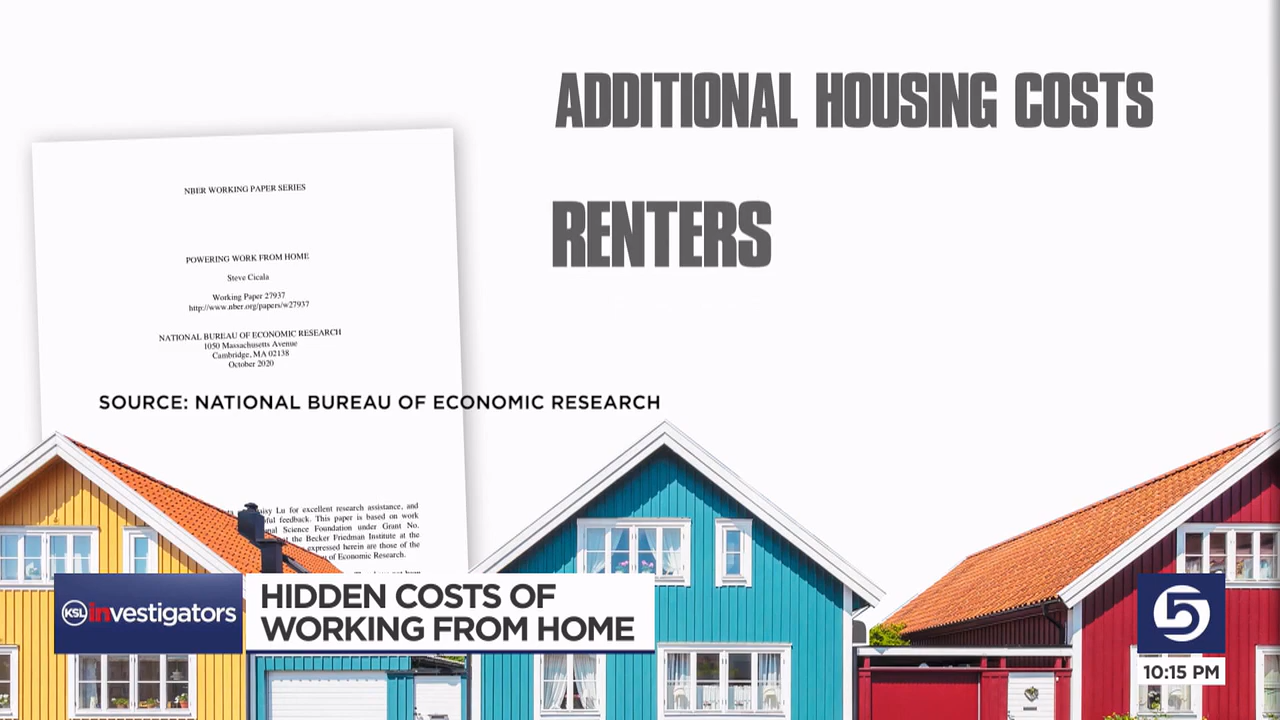 ADDITIONAL HOUSING COSTS
RENTERS
NBER WORKING PAPER SERIES
POWERING WORK FROM HOME
Steve Cicala
Working Paper 27937
http://www.nber.org/papers/w27937
NATIONAL BUREAU OF ECONOMIC RESEARCH
1050 Massachusetts Avenue
Cambridge, MA 02138
October 2020
SOURCE: NATIONAL BUREAU OF ECONOMIC RESEARCH
Lu for excellent research assistance, and
feedback. This paper is based on work
Science Foundation under Grant No.
at the Becker Friedman Institute at the
expressed herein are those of the
of Economic Research.
KSL investigators
HIDDEN COSTS OF
WORKING FROM HOME
5
10:15 PM